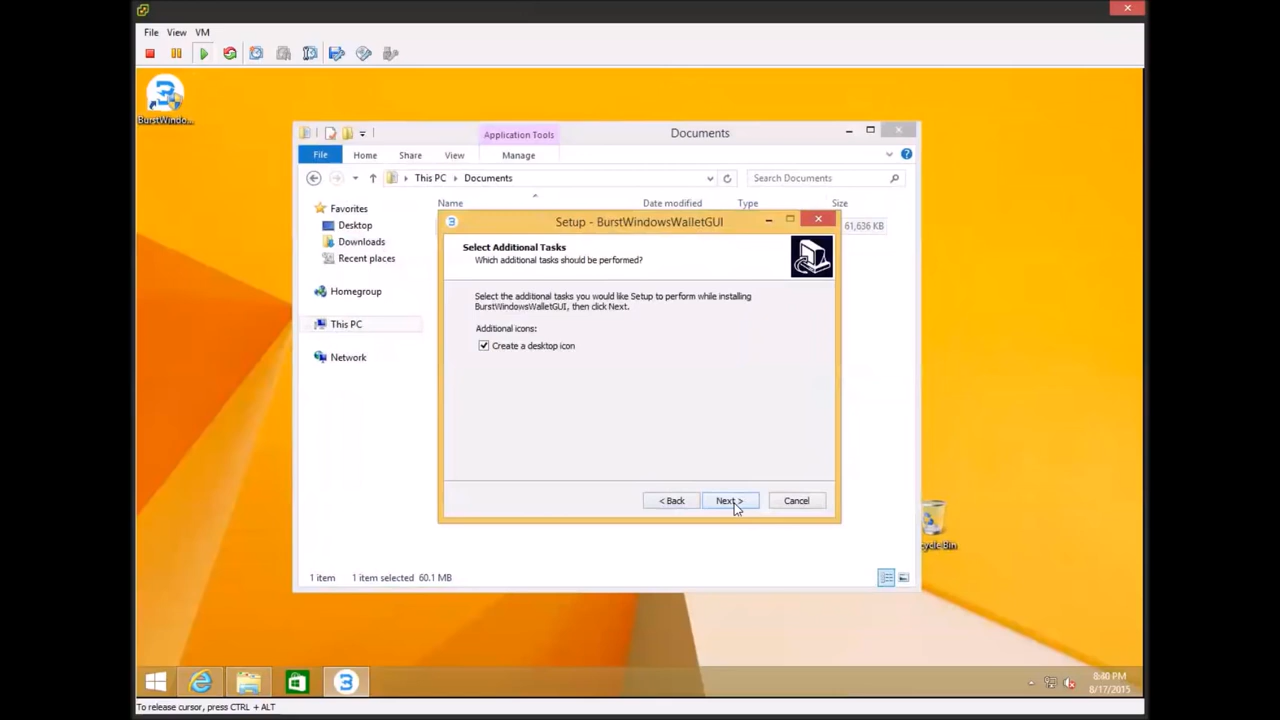 File View VM
BurstWindo...
Application Tools
Documents
File Home Share View Manage
This PC Documents
Search Documents
Name Date modified Type Size
Favorites
Desktop
Downloads
Recent places
Homegroup
This PC
Network
61,636 KB
Setup - BurstWindowsWalletGUI
Select Additional Tasks
Which additional tasks should be performed?
Select the additional tasks you would like Setup to perform while installing
BurstWindowsWalletGUI, then click Next.
Additional icons:
Create a desktop icon
< Back Next > Cancel
cycle Bin
1 item 1 item selected 60.1 MB
8:40 PM
8/17/2015
To release cursor, press CTRL + ALT